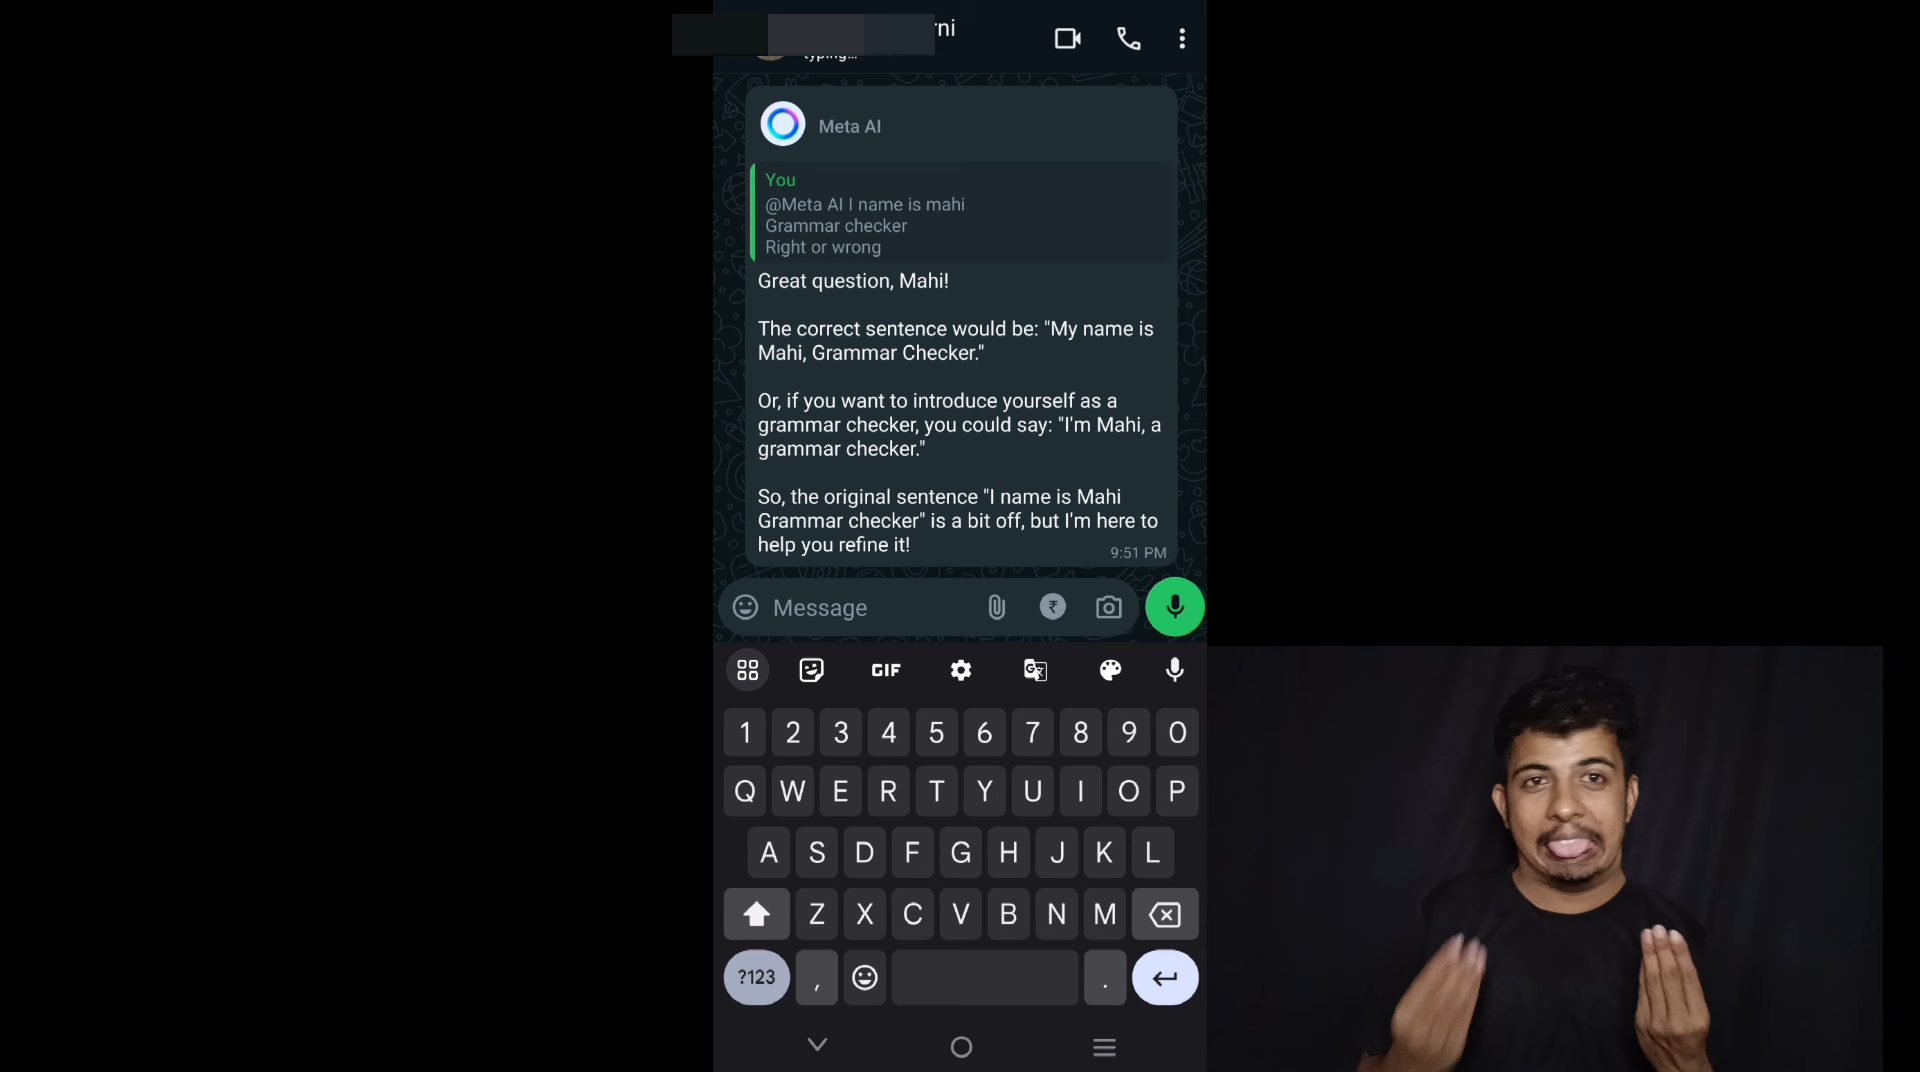 typing...
Meta AI
You
@Meta AI I name is mahi
Grammar checker
Right or wrong
Great question, Mahi!
The correct sentence would be: "My name is
Mahi, Grammar Checker."
Or, if you want to introduce yourself as a
grammar checker, you could say: "I'm Mahi, a
grammar checker."
So, the original sentence "I name is Mahi
Grammar checker" is a bit off, but I'm here to
help you refine it!
9:51 PM
Message
₹
GIF
1 2 3 4 5 6 7 8 9 0
Q W E R T Y U I O P
A S D F G H J K L
Z X C V B N M
?123 , .